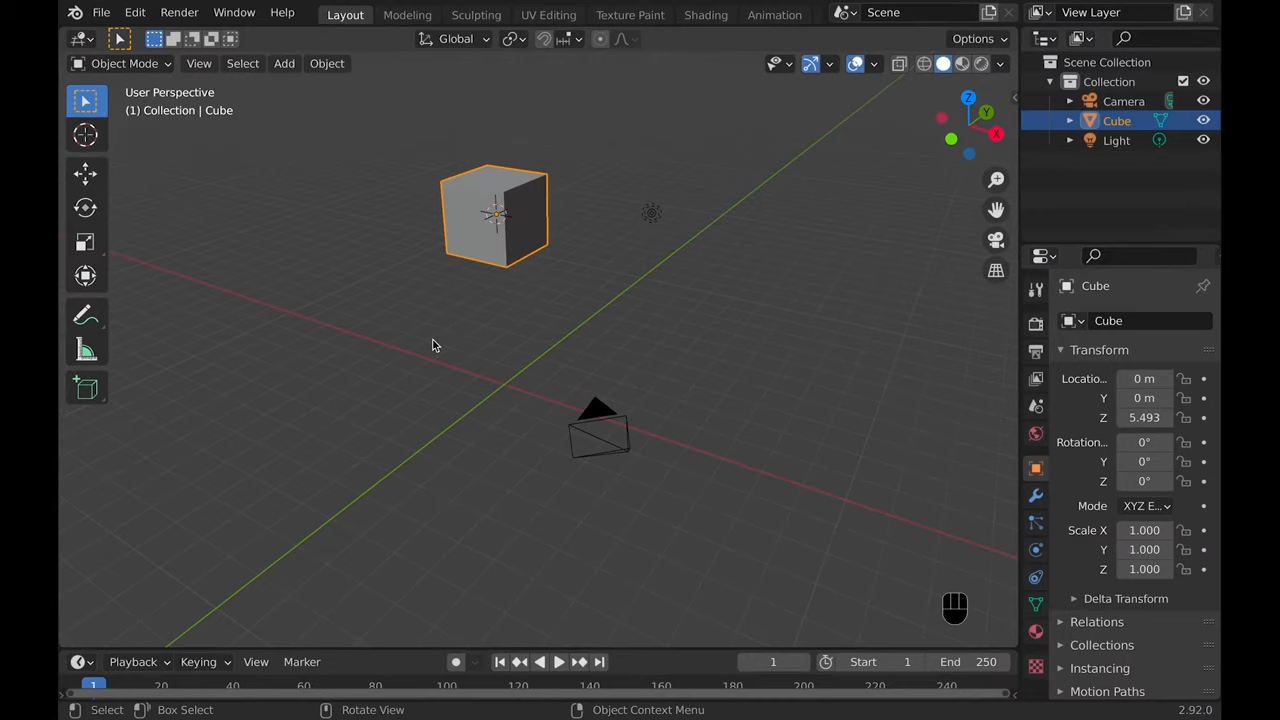 File Edit Render Window Help Layout Modeling Sculpting UV Editing Texture Paint Shading Animation Scene View Layer
Global Options
Object Mode View Select Add Object
Scene Collection
Collection
Camera
Cube
Light
User Perspective
(1) Collection | Cube
Z
Y
X
Cube
Cube
Transform
Locatio... 0 m
Y 0 m
Z 5.493
Rotation... 0°
Y 0°
Z 0°
Mode XYZ E...
Scale X 1.000
Y 1.000
Z 1.000
Delta Transform
Relations
Collections
Instancing
Motion Paths
Playback Keying View Marker 1 Start 1 End 250
1 20 40 60 80 100 120 140 160 180 200 220 240
Select Box Select Rotate View Object Context Menu 2.92.0